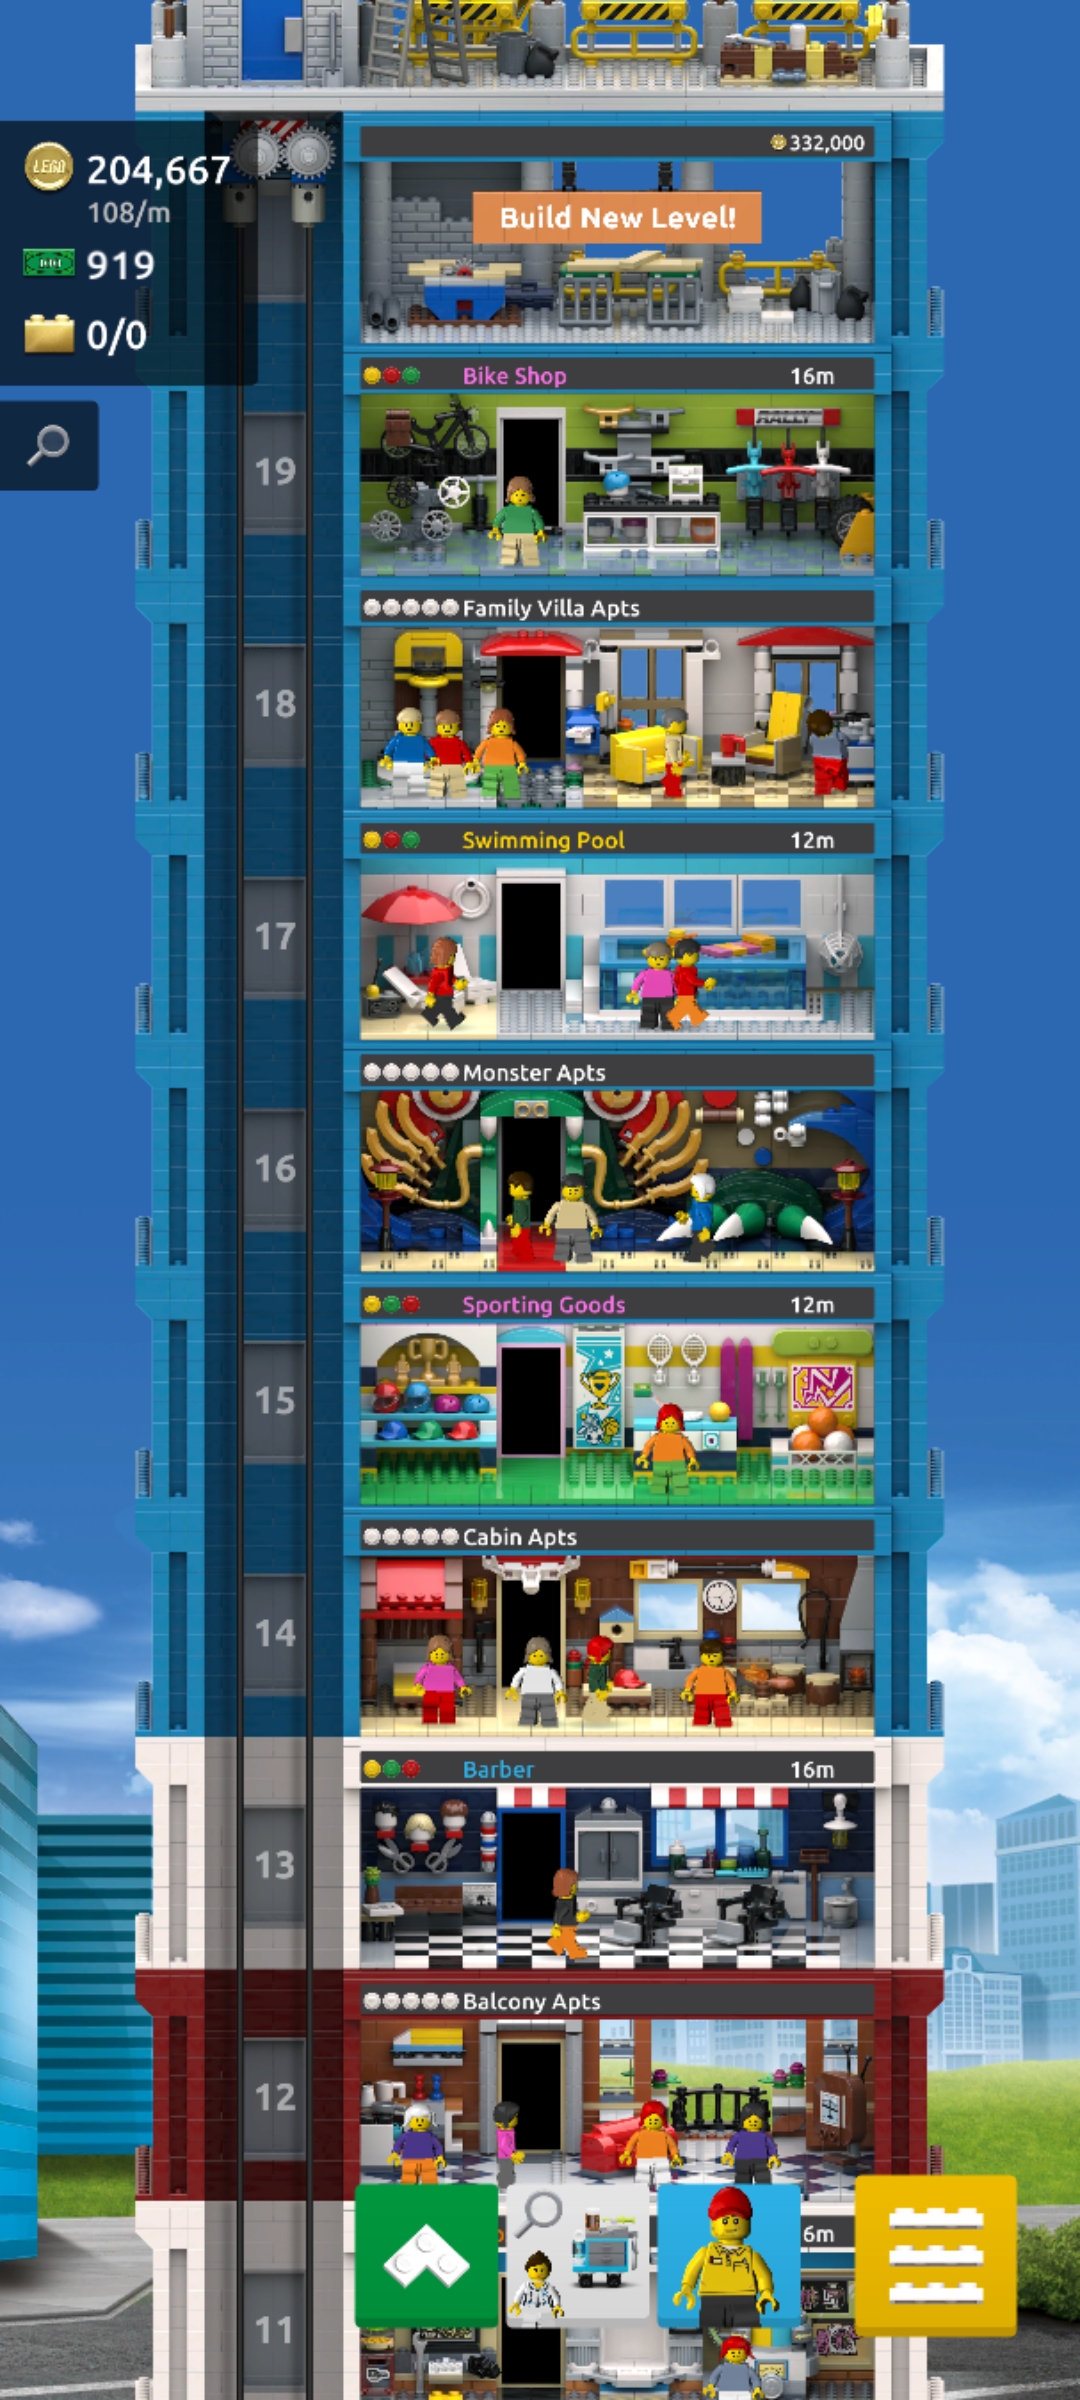 332,000
LEGO 204,667
108/m
919
0/0
Build New Level!
Bike Shop 16m
RALLY
19
Family Villa Apts
18
Swimming Pool 12m
17
Monster Apts
16
Sporting Goods 12m
15
Cabin Apts
14
Barber 16m
13
Balcony Apts
12
6m
11